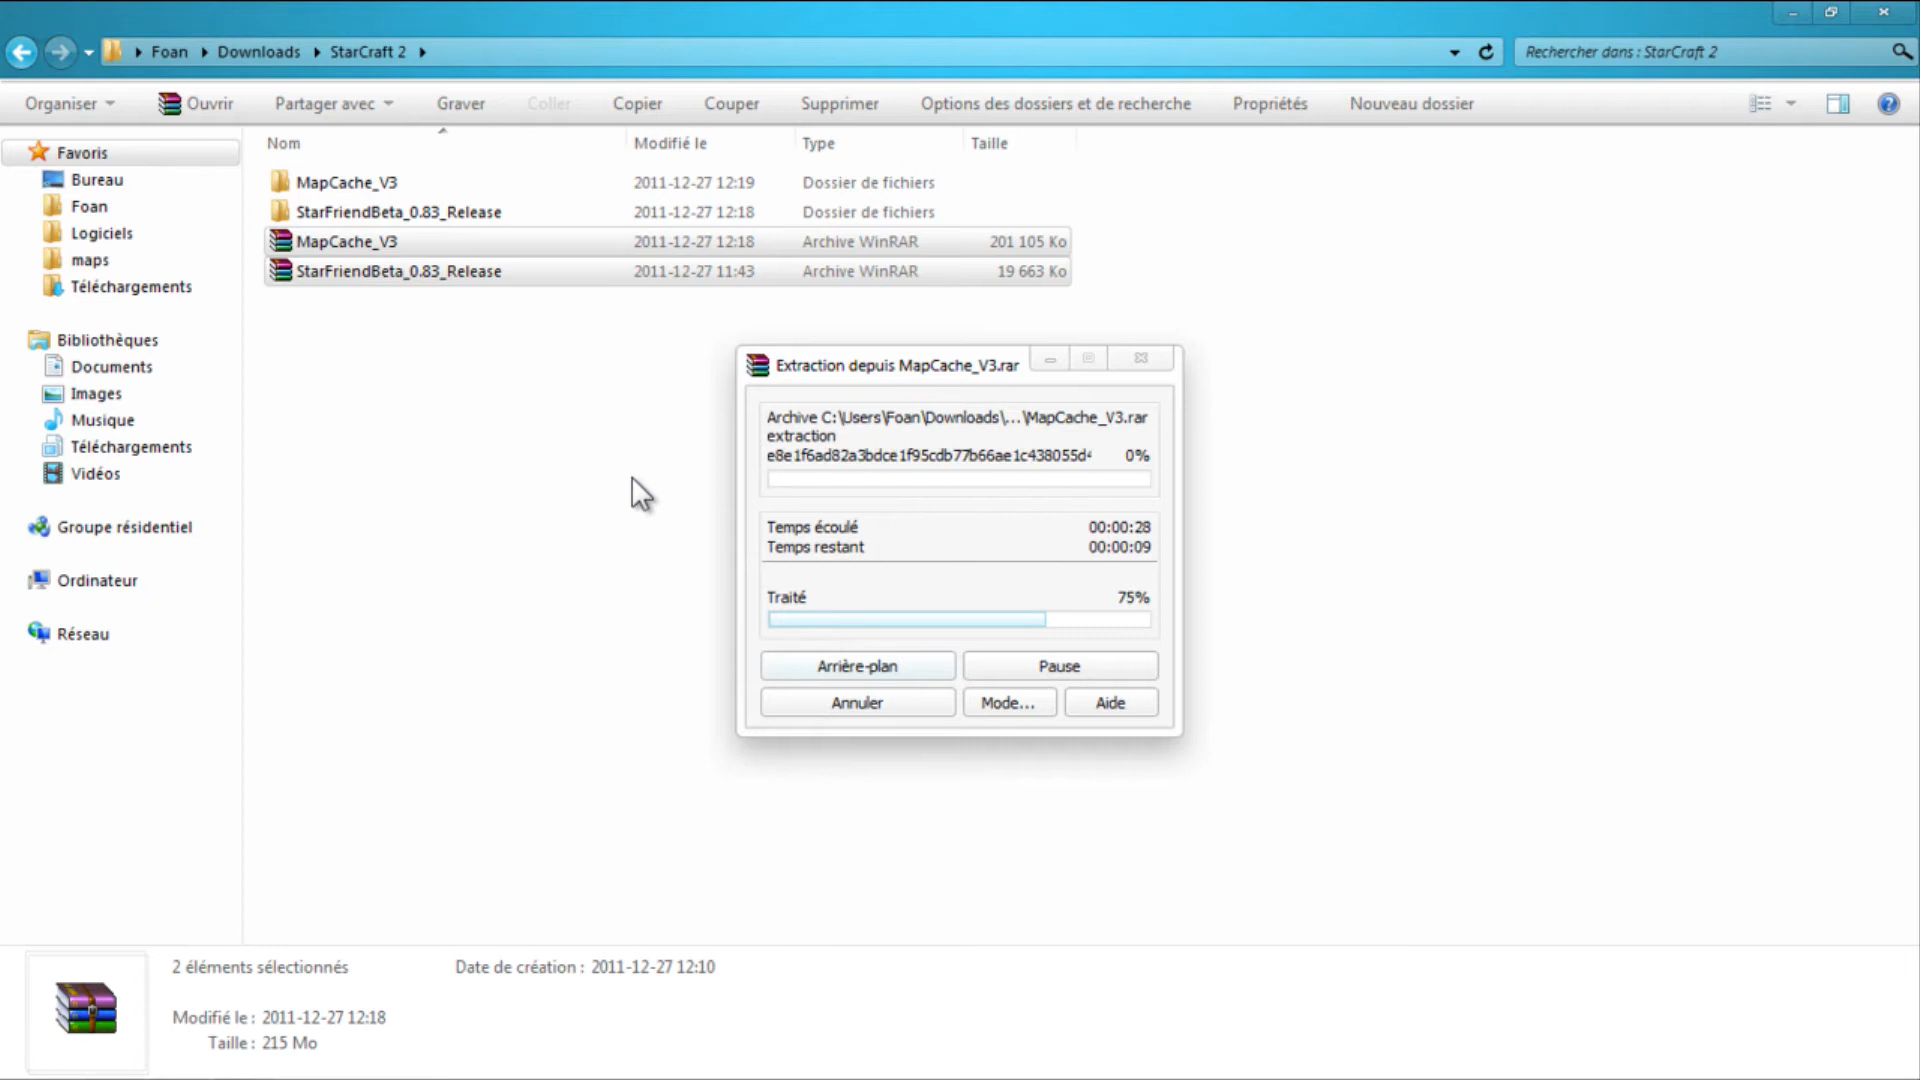 Foan Downloads StarCraft 2
Rechercher dans : StarCraft 2
Organiser Ouvrir Partager avec Graver Coller Copier Couper Supprimer Options des dossiers et de recherche Propriétés Nouveau dossier
Nom Modifié le Type Taille
MapCache_V3 2011-12-27 12:19 Dossier de fichiers
StarFriendBeta_0.83_Release 2011-12-27 12:18 Dossier de fichiers
MapCache_V3 2011-12-27 12:18 Archive WinRAR 201 105 Ko
StarFriendBeta_0.83_Release 2011-12-27 11:43 Archive WinRAR 19 663 Ko
Favoris
Bureau
Foan
Logiciels
maps
Téléchargements
Bibliothèques
Documents
Images
Musique
Téléchargements
Vidéos
Groupe résidentiel
Ordinateur
Réseau
Extraction depuis MapCache_V3.rar
Archive C:\Users\Foan\Downloads\...\MapCache_V3.rar
extraction
e8e1f6ad82a3bdce1f95cdb77b66ae1c438055d4 0%
Temps écoulé 00:00:28
Temps restant 00:00:09
Traité 75%
Arrière-plan Pause
Annuler Mode... Aide
2 éléments sélectionnés Date de création : 2011-12-27 12:10
Modifié le : 2011-12-27 12:18
Taille : 215 Mo